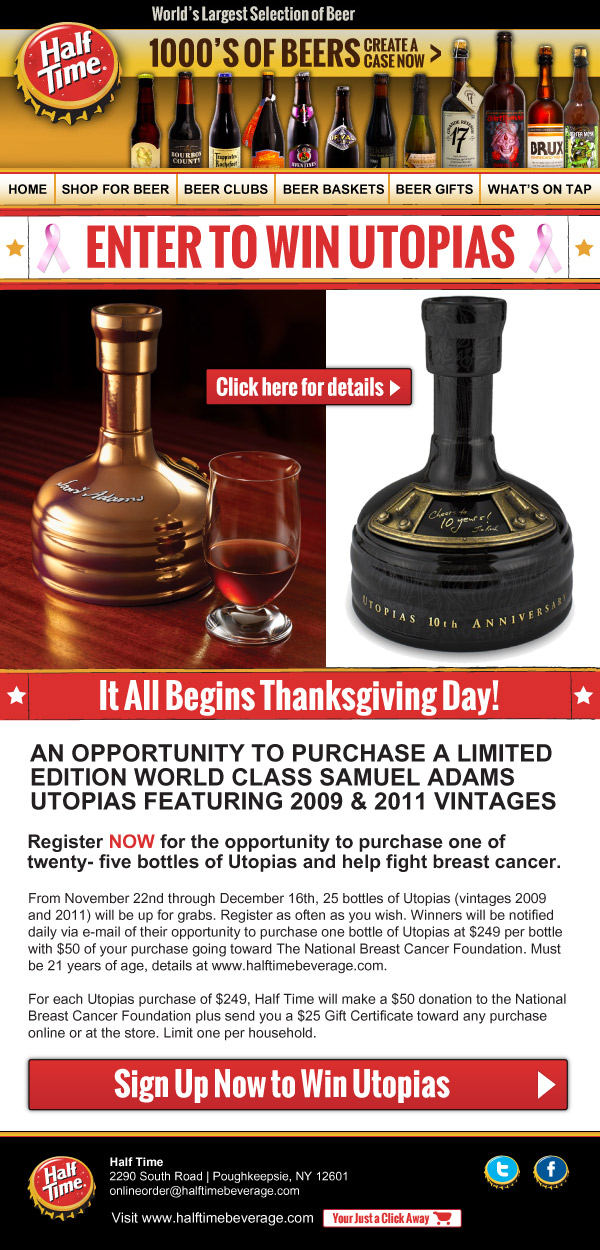 World's Largest Selection of Beer
Half
Time.
1000'S OF BEERS CREATE A
CASE NOW >
BOURBON
COUNTY
17
BRUX
HOME SHOP FOR BEER BEER CLUBS BEER BASKETS BEER GIFTS WHAT'S ON TAP
ENTER TO WIN UTOPIAS
Click here for details
Samuel Adams
Cheers to
10 years!
UTOPIAS 10th ANNIVERSARY
It All Begins Thanksgiving Day!
AN OPPORTUNITY TO PURCHASE A LIMITED
EDITION WORLD CLASS SAMUEL ADAMS
UTOPIAS FEATURING 2009 & 2011 VINTAGES
Register NOW for the opportunity to purchase one of
twenty- five bottles of Utopias and help fight breast cancer.
From November 22nd through December 16th, 25 bottles of Utopias (vintages 2009
and 2011) will be up for grabs. Register as often as you wish. Winners will be notified
daily via e-mail of their opportunity to purchase one bottle of Utopias at $249 per bottle
with $50 of your purchase going toward The National Breast Cancer Foundation. Must
be 21 years of age, details at www.halftimebeverage.com.
For each Utopias purchase of $249, Half Time will make a $50 donation to the National
Breast Cancer Foundation plus send you a $25 Gift Certificate toward any purchase
online or at the store. Limit one per household.
Sign Up Now to Win Utopias
Half
Time.
Half Time
2290 South Road | Poughkeepsie, NY 12601
onlineorder@halftimebeverage.com
Visit www.halftimebeverage.com Your Just a Click Away